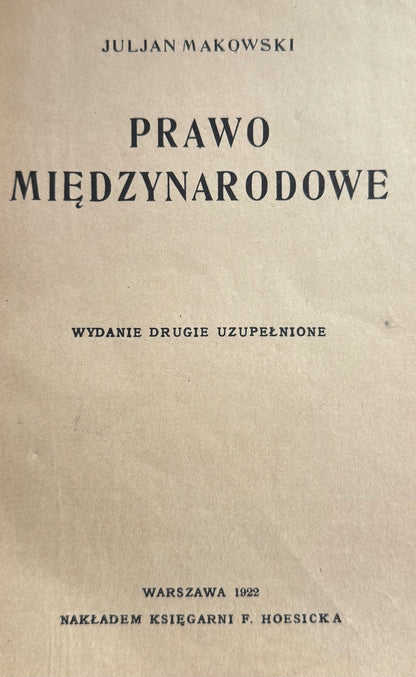 JULJAN MAKOWSKI
PRAWO
MIĘDZYNARODOWE
WYDANIE DRUGIE UZUPEŁNIONE
WARSZAWA 1922
NAKŁADEM KSIĘGARNI F. HOESICKA